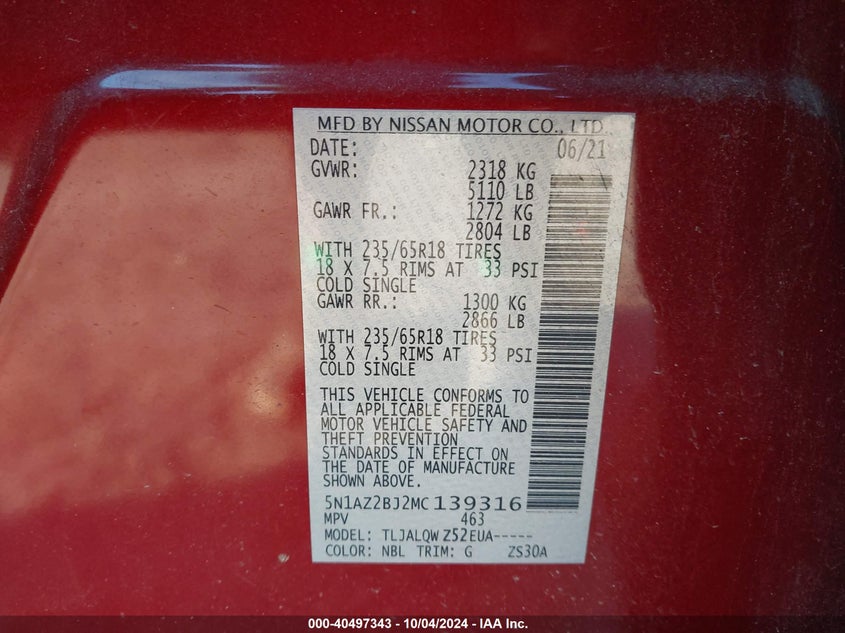 MFD BY NISSAN MOTOR CO., LTD.
DATE: 06/21
GVWR: 2318 KG
5110 LB
GAWR FR.: 1272 KG
2804 LB
WITH 235/65R18 TIRES
18 X 7.5 RIMS AT 33 PSI
COLD SINGLE
GAWR RR.: 1300 KG
2866 LB
WITH 235/65R18 TIRES
18 X 7.5 RIMS AT 33 PSI
COLD SINGLE
THIS VEHICLE CONFORMS TO
ALL APPLICABLE FEDERAL
MOTOR VEHICLE SAFETY AND
THEFT PREVENTION
STANDARDS IN EFFECT ON
THE DATE OF MANUFACTURE
SHOWN ABOVE.
5N1AZ2BJ2MC139316
MPV 463
MODEL: TLJALQW Z52EUA-----
COLOR: NBL TRIM: G ZS30A
000-40497343 - 10/04/2024 - IAA Inc.